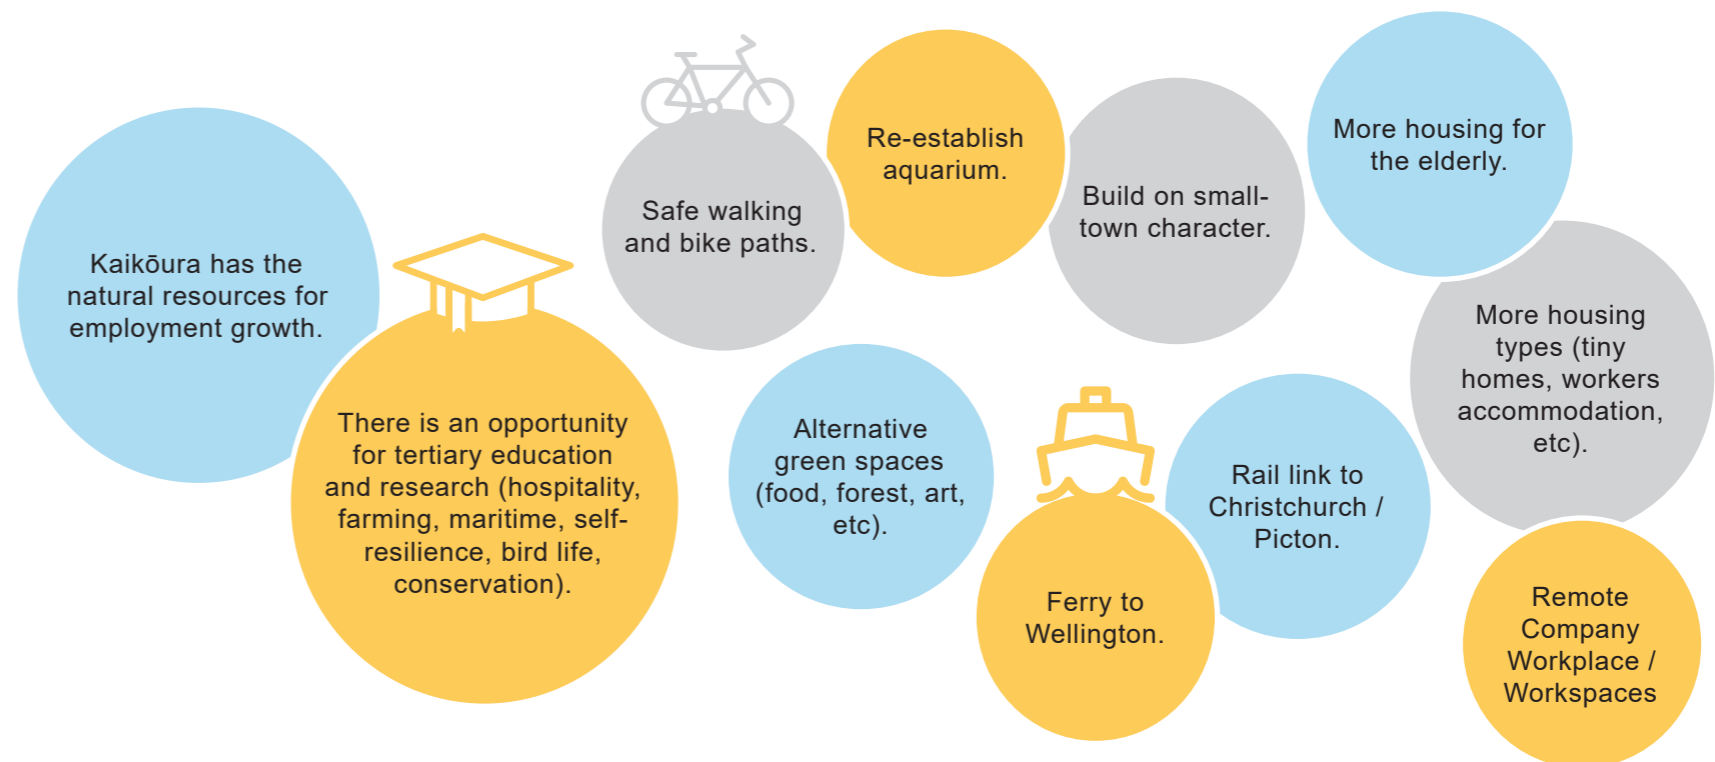 Kaikōura has the
natural resources for
employment growth.
There is an opportunity
for tertiary education
and research (hospitality,
farming, maritime, self-
resilience, bird life,
conservation).
Safe walking
and bike paths.
Re-establish
aquarium.
Build on small-
town character.
More housing for
the elderly.
More housing
types (tiny
homes, workers
accommodation,
etc).
Alternative
green spaces
(food, forest, art,
etc).
Ferry to
Wellington.
Rail link to
Christchurch /
Picton.
Remote
Company
Workplace /
Workspaces